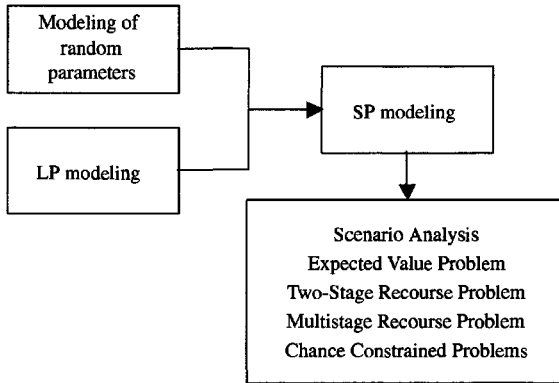 Modeling of
random
parameters
LP modeling
SP modeling
Scenario Analysis
Expected Value Problem
Two-Stage Recourse Problem
Multistage Recourse Problem
Chance Constrained Problems